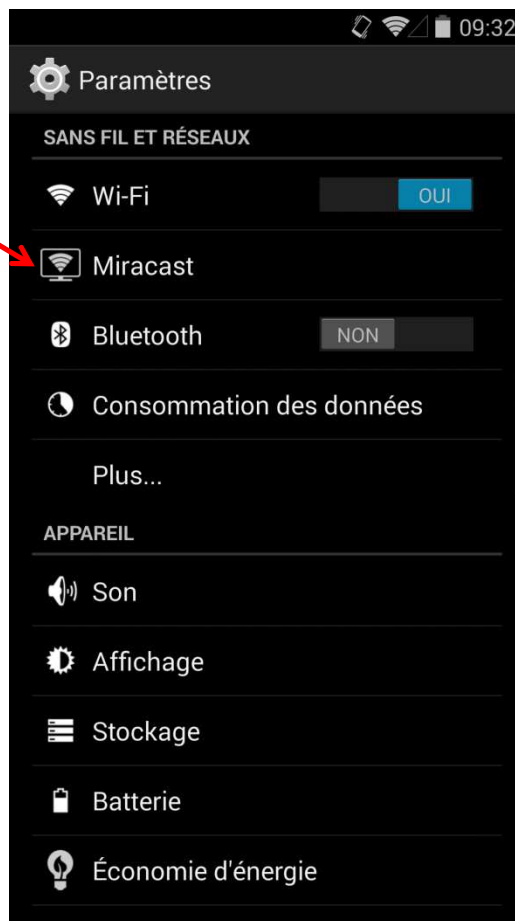 09:32
Paramètres
SANS FIL ET RÉSEAUX
Wi-Fi OUI
Miracast
Bluetooth NON
Consommation des données
Plus...
APPAREIL
Son
Affichage
Stockage
Batterie
Économie d'énergie